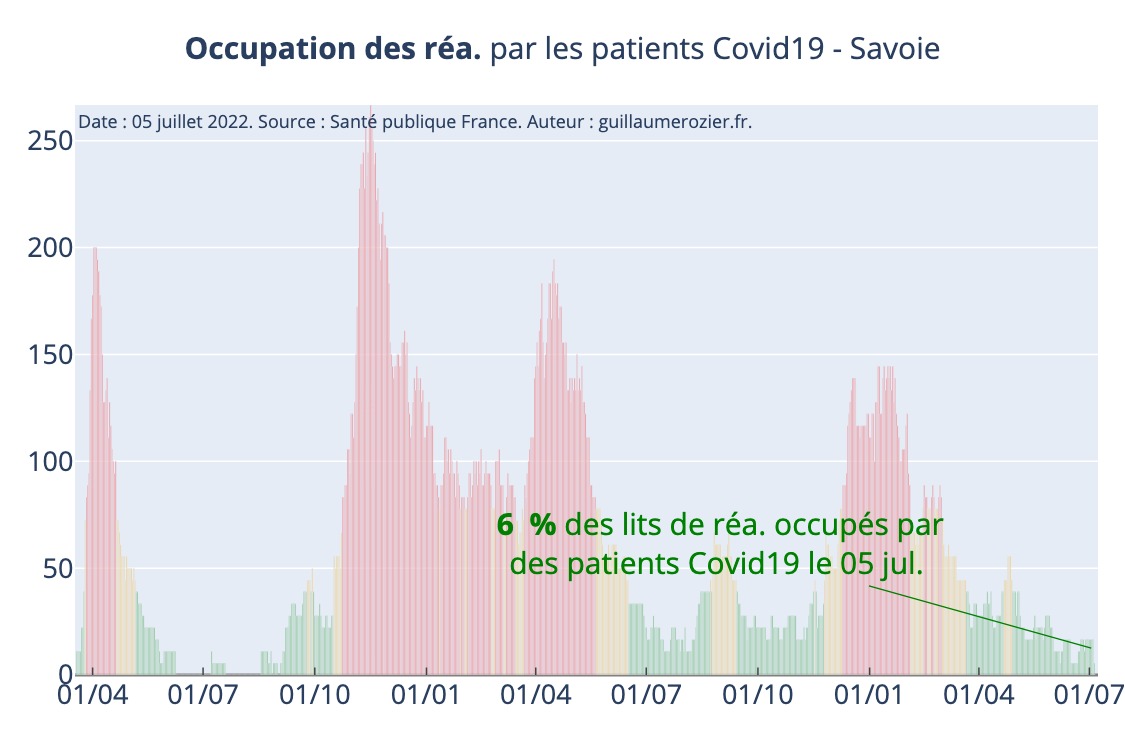 Occupation des réa. par les patients Covid19 - Savoie
Date : 05 juillet 2022. Source : Santé publique France. Auteur : guillaumerozier.fr.
250
200
150
100
50
0
6 % des lits de réa. occupés par
des patients Covid19 le 05 jul.
01/04 01/07 01/10 01/01 01/04 01/07 01/10 01/01 01/04 01/07